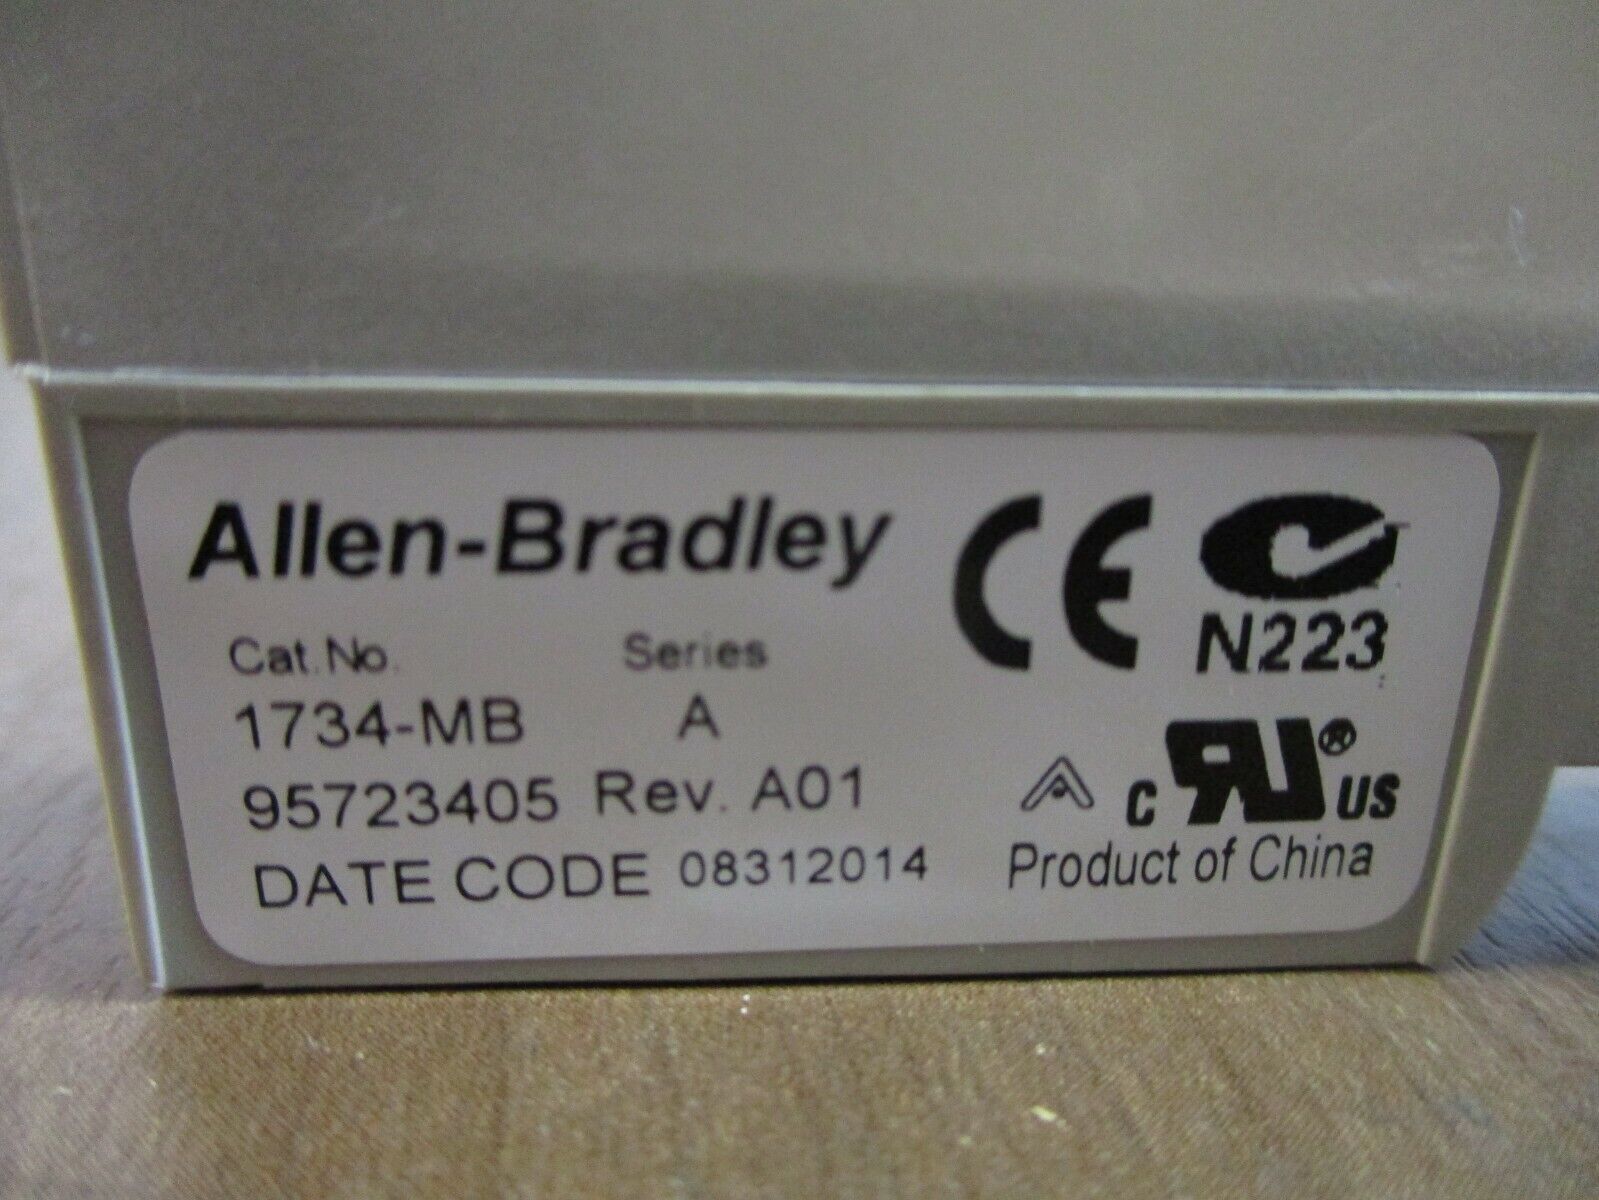 Allen-Bradley
CE
N223
Cat. No. Series
1734-MB A
95723405 Rev. A01
c RU ® US
DATE CODE 08312014
Product of China